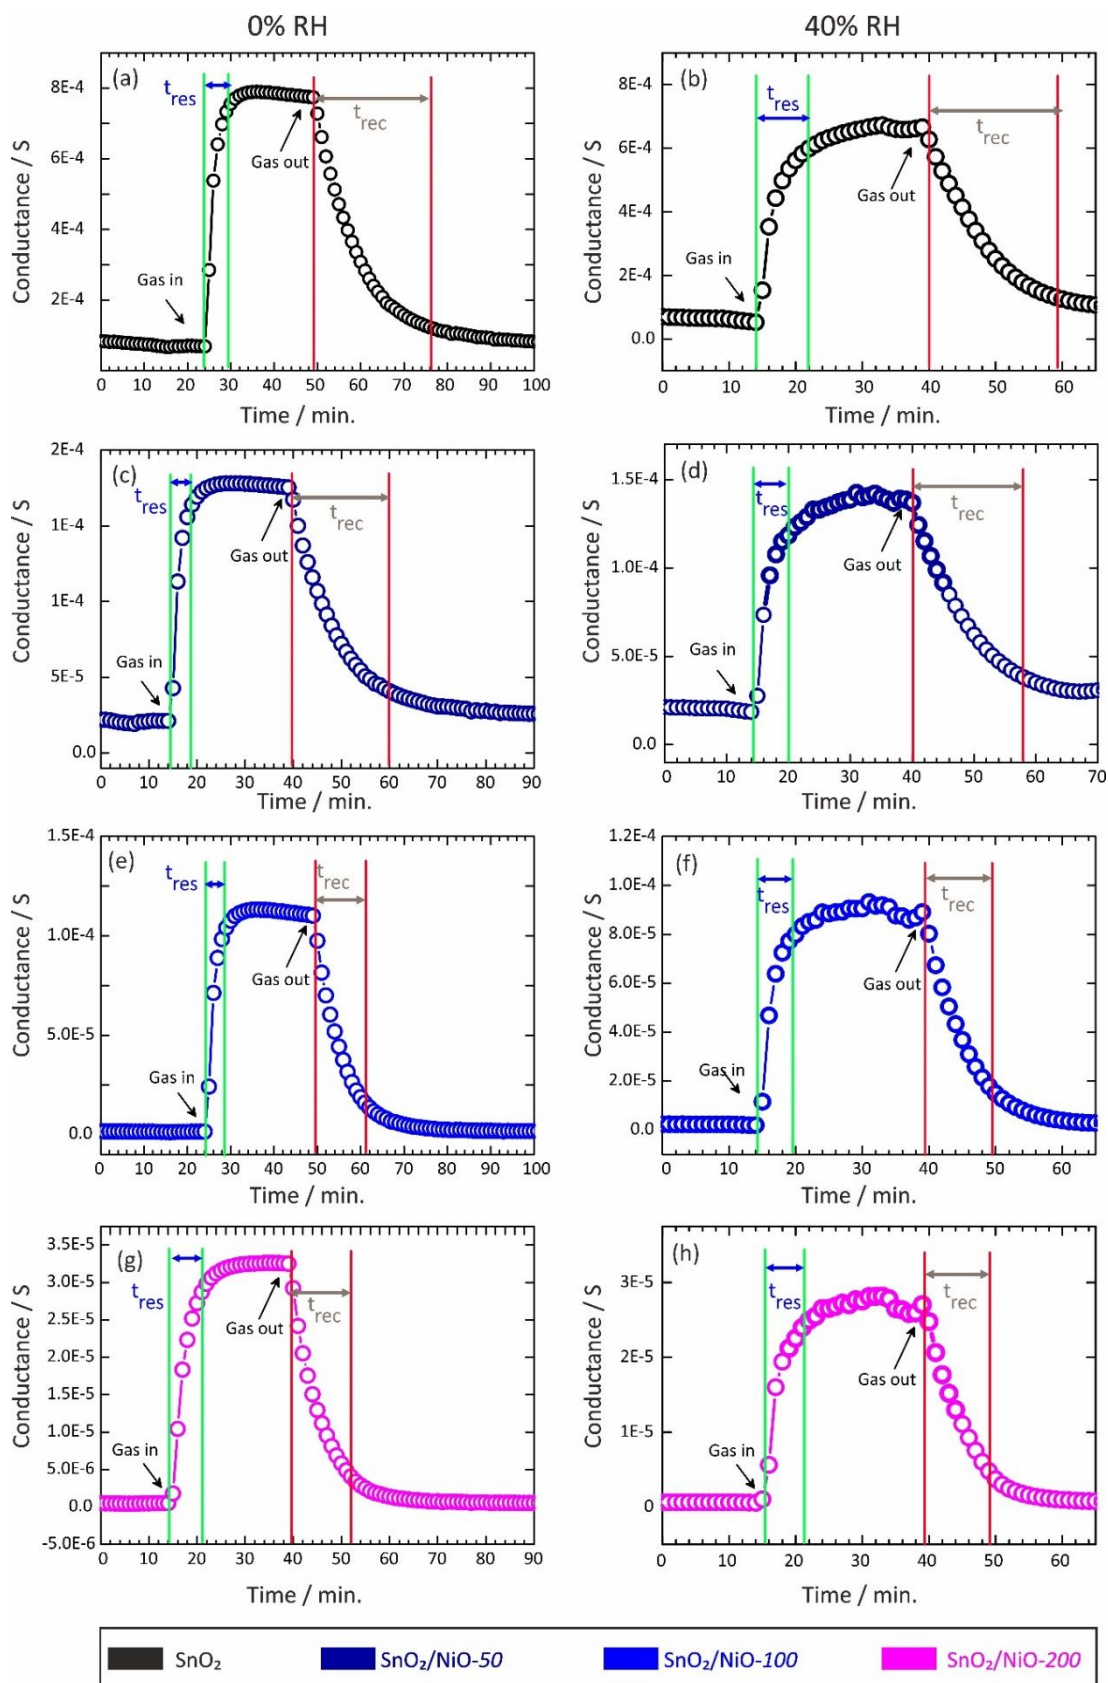 0% RH
40% RH
(a)
8E-4
6E-4
4E-4
2E-4
Conductance / S
t_res
t_rec
Gas out
Gas in
0 10 20 30 40 50 60 70 80 90 100
Time / min.
(b)
8E-4
6E-4
4E-4
2E-4
0.0
Conductance / S
t_res
t_rec
Gas out
Gas in
0 10 20 30 40 50 60
Time / min.
(c)
2E-4
1E-4
1E-4
5E-5
0.0
Conductance / S
t_res
t_rec
Gas out
Gas in
0 10 20 30 40 50 60 70 80 90
Time / min.
(d)
1.5E-4
1.0E-4
5.0E-5
0.0
Conductance / S
t_res
t_rec
Gas out
Gas in
0 10 20 30 40 50 60 70
Time / min.
(e)
1.5E-4
1.0E-4
5.0E-5
0.0
Conductance / S
t_res
t_rec
Gas out
Gas in
0 10 20 30 40 50 60 70 80 90 100
Time / min.
(f)
1.2E-4
1.0E-4
8.0E-5
6.0E-5
4.0E-5
2.0E-5
0.0
Conductance / S
t_res
t_rec
Gas out
Gas in
0 10 20 30 40 50 60
Time / min.
(g)
3.5E-5
3.0E-5
2.5E-5
2.0E-5
1.5E-5
1.0E-5
5.0E-6
0.0
-5.0E-6
Conductance / S
t_res
t_rec
Gas out
Gas in
0 10 20 30 40 50 60 70 80 90
Time / min.
(h)
3E-5
2E-5
1E-5
0
Conductance / S
t_res
t_rec
Gas out
Gas in
0 10 20 30 40 50 60
Time / min.
SnO₂ SnO₂/NiO-50 SnO₂/NiO-100 SnO₂/NiO-200